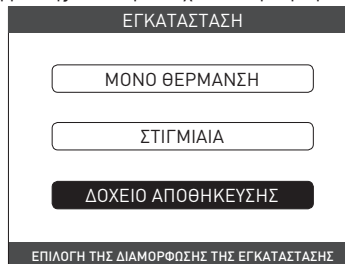 ΕΓΚΑΤΑΣΤΑΣΗ
ΜΟΝΟ ΘΕΡΜΑΝΣΗ
ΣΤΙΓΜΙΑΙΑ
ΔΟΧΕΙΟ ΑΠΟΘΗΚΕΥΣΗΣ
ΕΠΙΛΟΓΗ ΤΗΣ ΔΙΑΜΟΡΦΩΣΗΣ ΤΗΣ ΕΓΚΑΤΑΣΤΑΣΗΣ